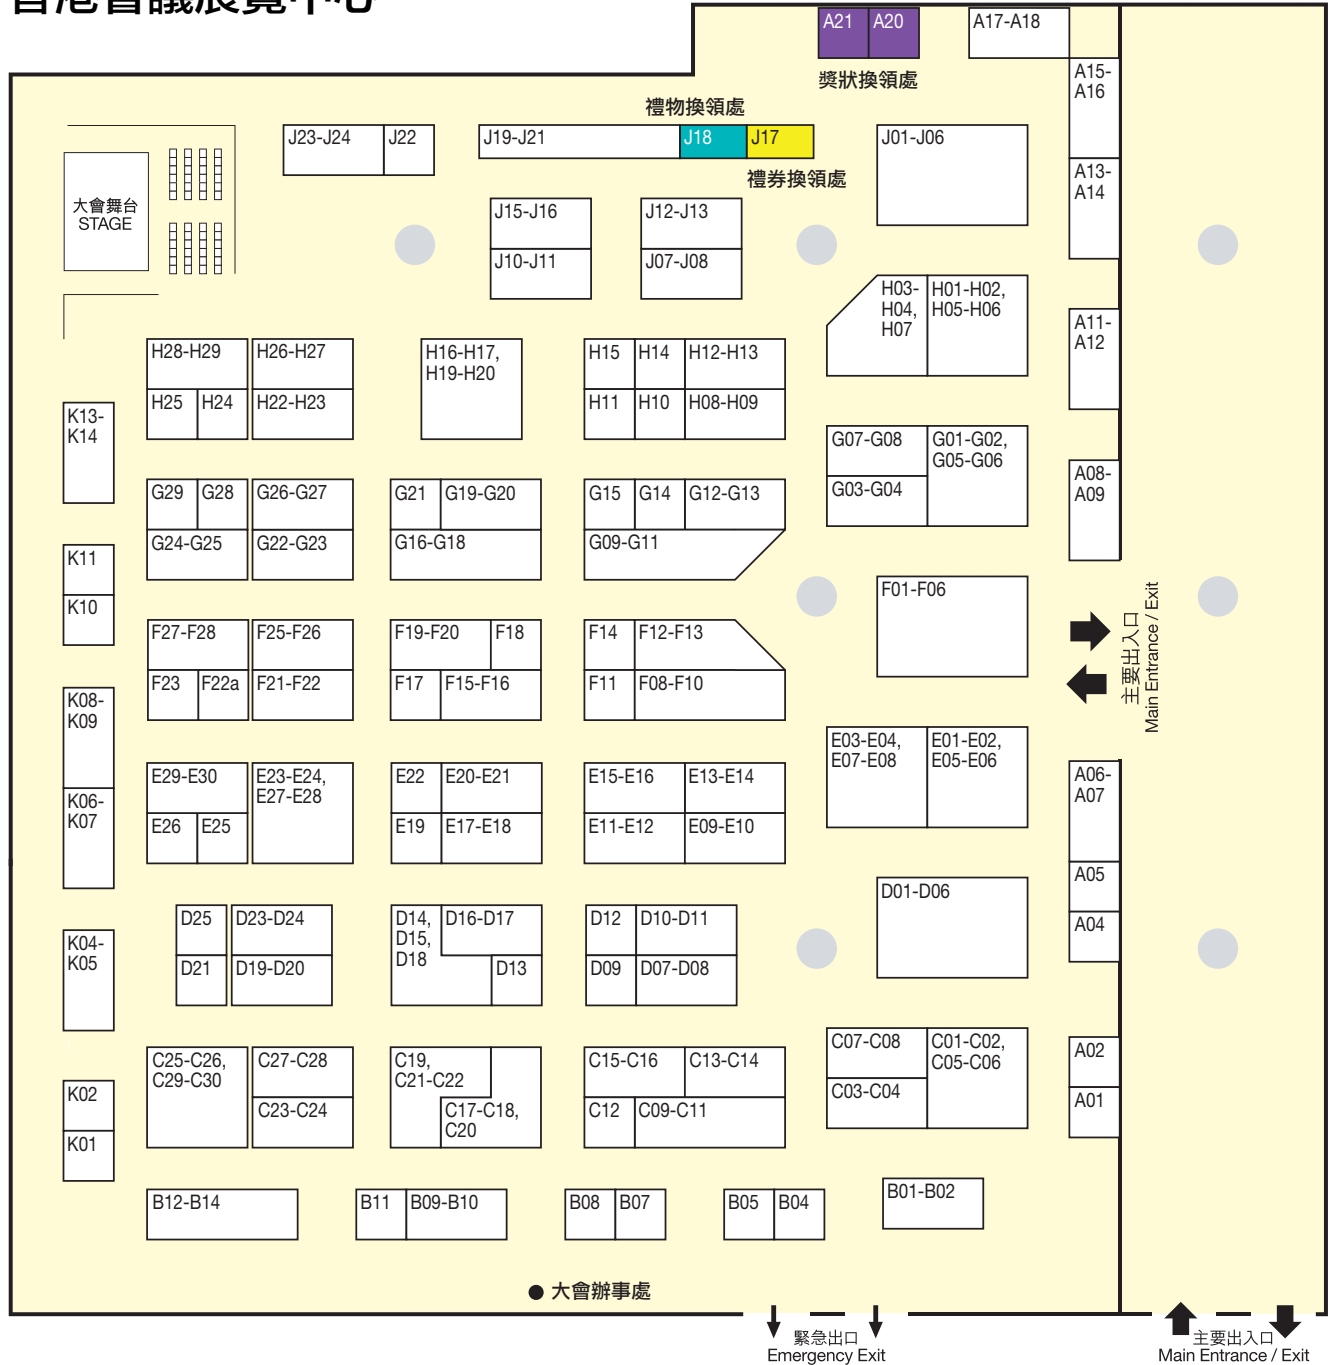 香港會議展覽中心
A21
A20
A17-A18
獎狀換領處
A15-
A16
禮物換領處
J23-J24
J22
J19-J21
J18
J17
J01-J06
禮券換領處
A13-
A14
大會舞台
STAGE
J15-J16
J12-J13
J10-J11
J07-J08
H03-
H04,
H07
H01-H02,
H05-H06
A11-
A12
H28-H29
H26-H27
H16-H17,
H19-H20
H15
H14
H12-H13
H25
H24
H22-H23
H11
H10
H08-H09
K13-
K14
G07-G08
G01-G02,
G05-G06
G03-G04
A08-
A09
G29
G28
G26-G27
G21
G19-G20
G15
G14
G12-G13
G24-G25
G22-G23
G16-G18
G09-G11
K11
K10
F01-F06
主要出入口
Main Entrance / Exit
F27-F28
F25-F26
F19-F20
F18
F14
F12-F13
F23
F22a
F21-F22
F17
F15-F16
F11
F08-F10
K08-
K09
E03-E04,
E07-E08
E01-E02,
E05-E06
E29-E30
E23-E24,
E27-E28
E22
E20-E21
E15-E16
E13-E14
A06-
A07
K06-
K07
E26
E25
E19
E17-E18
E11-E12
E09-E10
A05
D01-D06
A04
D25
D23-D24
D14,
D15,
D18
D16-D17
D12
D10-D11
K04-
K05
D21
D19-D20
D13
D09
D07-D08
C07-C08
C01-C02,
C05-C06
A02
C25-C26,
C29-C30
C27-C28
C19,
C21-C22
C15-C16
C13-C14
K02
C03-C04
A01
C23-C24
C17-C18,
C20
C12
C09-C11
K01
B12-B14
B11
B09-B10
B08
B07
B05
B04
B01-B02
大會辦事處
緊急出口
Emergency Exit
主要出入口
Main Entrance / Exit